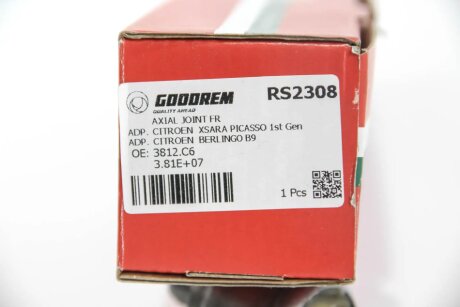 GOODREM
QUALITY AHEAD
RS2308
AXIAL JOINT FR
ADP. CITROEN XSARA PICASSO 1st Gen
ADP. CITROEN BERLINGO B9
OE: 3812.C6
3.81E+07
1 Pcs